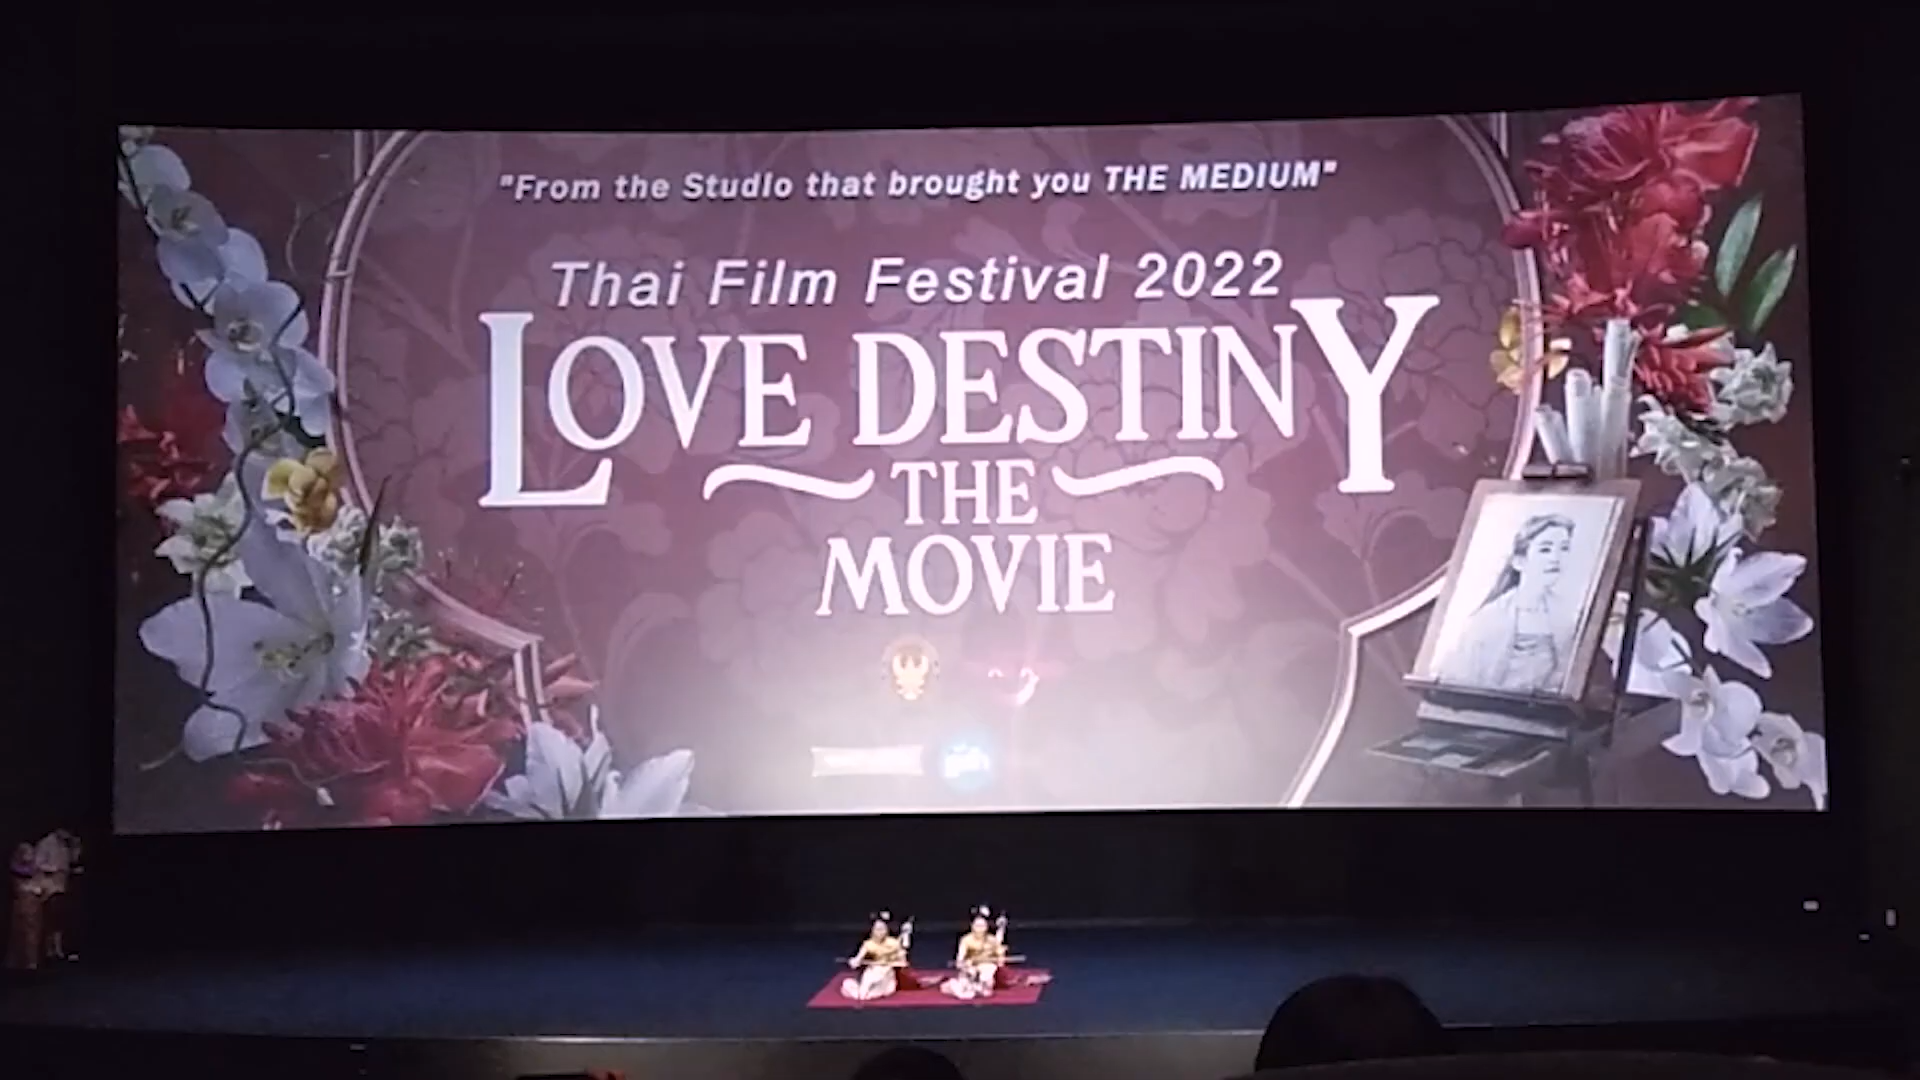 "From the Studio that brought you THE MEDIUM"
Thai Film Festival 2022
LOVE DESTINY
THE
MOVIE